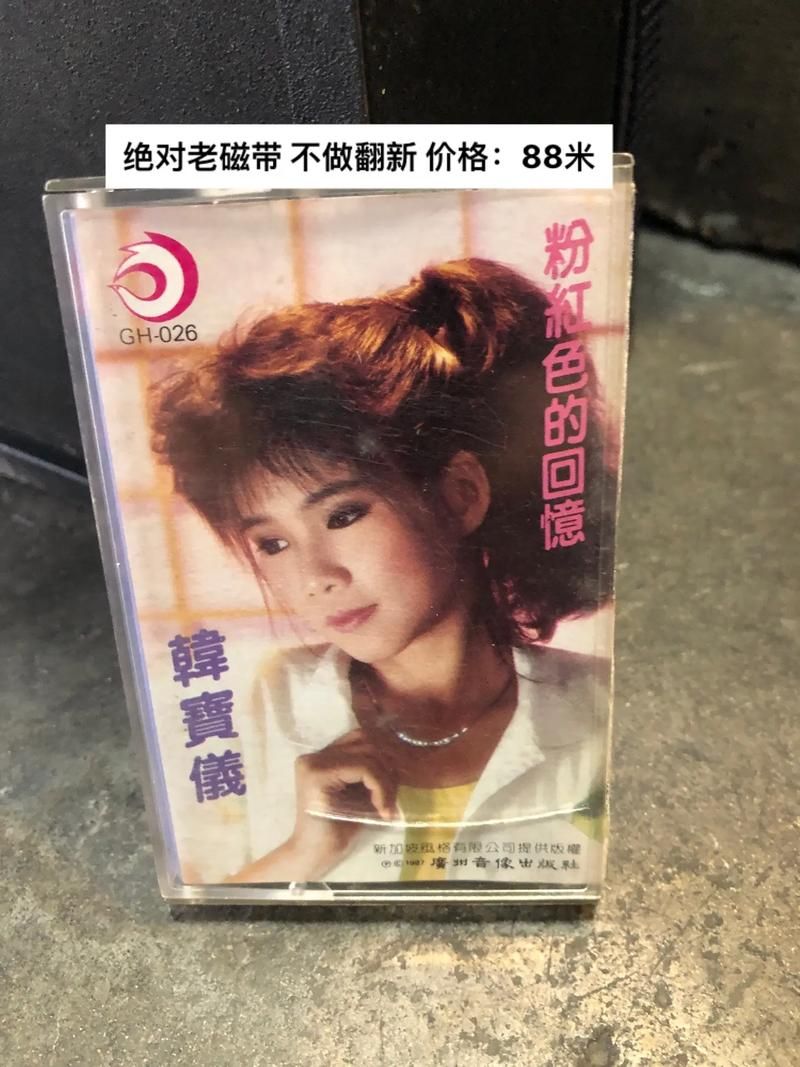 绝对老磁带 不做翻新 价格：88米
GH-026
粉紅色的回憶
韓寶儀
新加坡風格有限公司提供版權
Ⓟ©1987 廣州音像出版社